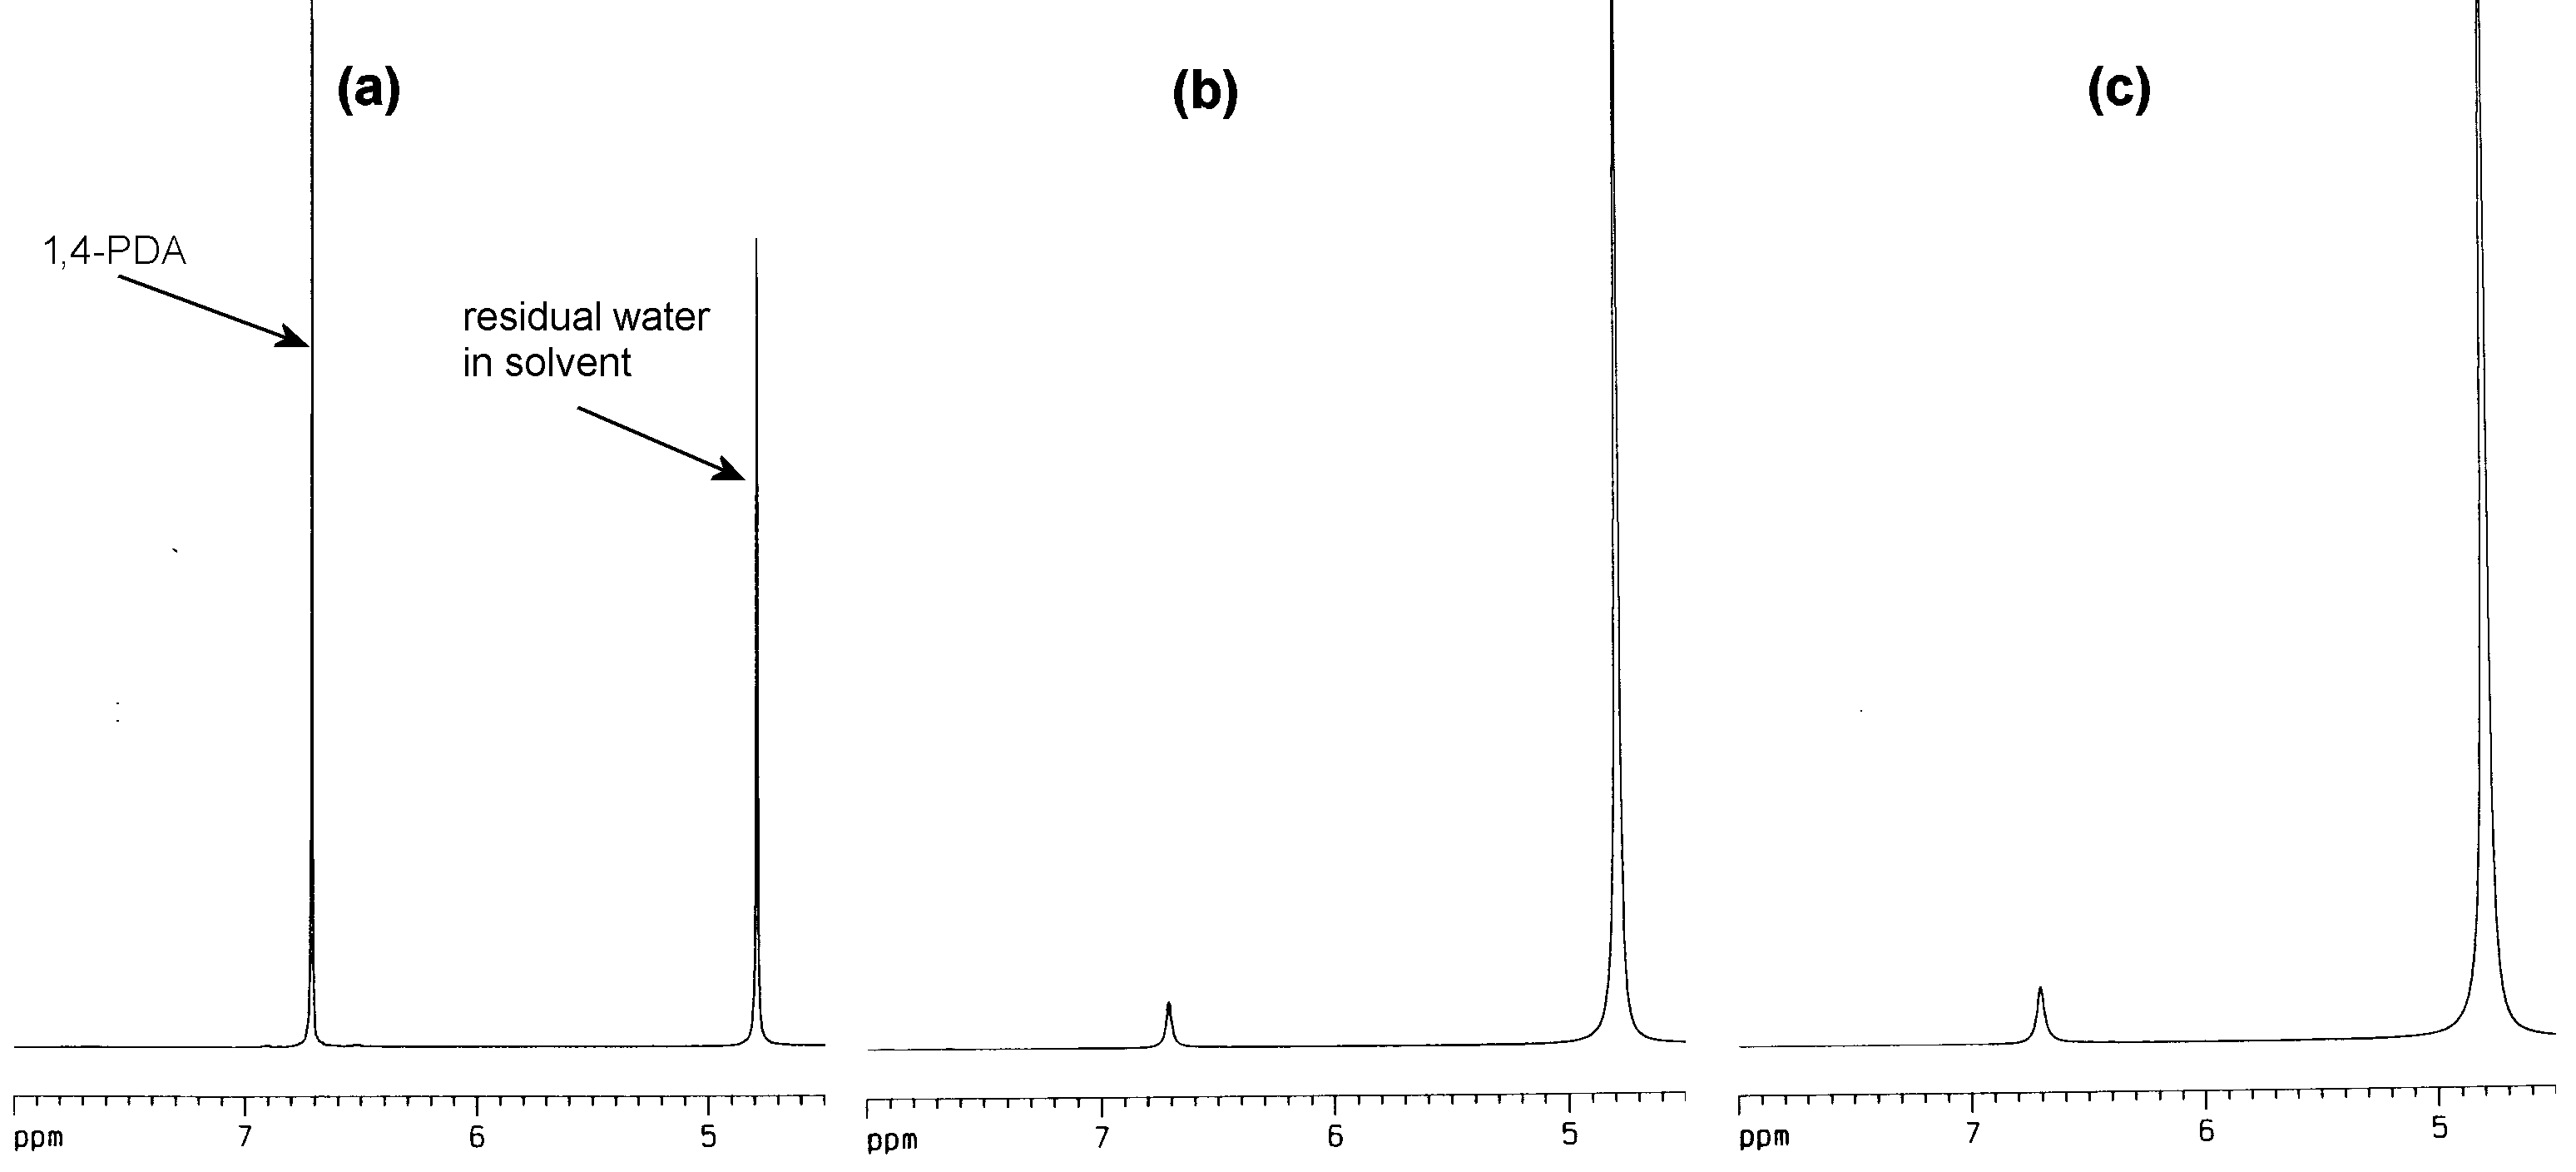 (a)
(b)
(c)
1,4-PDA
residual water
in solvent
ppm 7 6 5
ppm 7 6 5
ppm 7 6 5